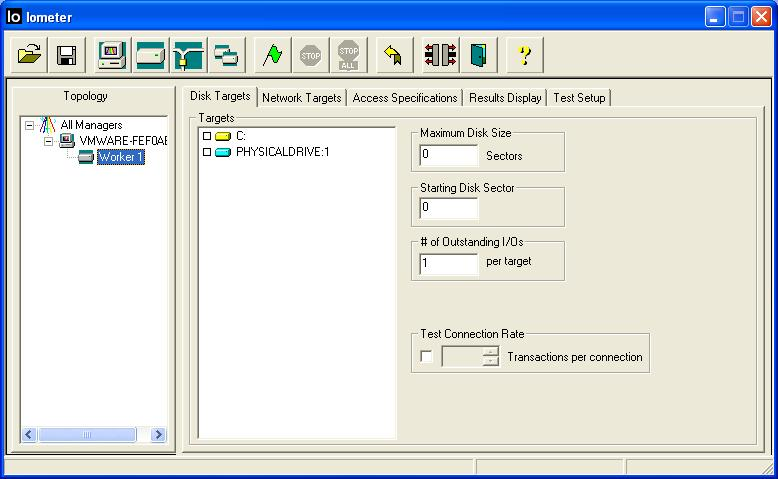 Io Iometer
STOP
STOP
ALL
?
Topology
All Managers
VMWARE-FEF0AE
Worker 1
Disk Targets
Network Targets
Access Specifications
Results Display
Test Setup
Targets
C:
PHYSICALDRIVE:1
Maximum Disk Size
0 Sectors
Starting Disk Sector
0
# of Outstanding I/Os
1 per target
Test Connection Rate
Transactions per connection